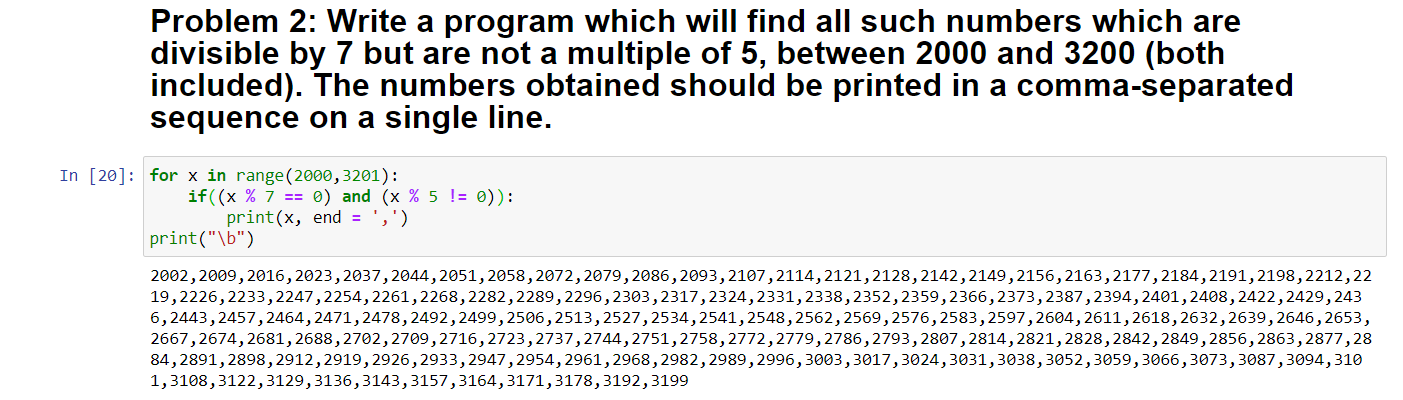 Problem 2: Write a program which will find all such numbers which are
divisible by 7 but are not a multiple of 5, between 2000 and 3200 (both
included). The numbers obtained should be printed in a comma-separated
sequence on a single line.
In [20]: for x in range(2000,3201):
    if((x % 7 == 0) and (x % 5 != 0)):
        print(x, end = ',')
print("\b")
2002,2009,2016,2023,2037,2044,2051,2058,2072,2079,2086,2093,2107,2114,2121,2128,2142,2149,2156,2163,2177,2184,2191,2198,2212,22
19,2226,2233,2247,2254,2261,2268,2282,2289,2296,2303,2317,2324,2331,2338,2352,2359,2366,2373,2387,2394,2401,2408,2422,2429,243
6,2443,2457,2464,2471,2478,2492,2499,2506,2513,2527,2534,2541,2548,2562,2569,2576,2583,2597,2604,2611,2618,2632,2639,2646,2653,
2667,2674,2681,2688,2702,2709,2716,2723,2737,2744,2751,2758,2772,2779,2786,2793,2807,2814,2821,2828,2842,2849,2856,2863,2877,28
84,2891,2898,2912,2919,2926,2933,2947,2954,2961,2968,2982,2989,2996,3003,3017,3024,3031,3038,3052,3059,3066,3073,3087,3094,310
1,3108,3122,3129,3136,3143,3157,3164,3171,3178,3192,3199